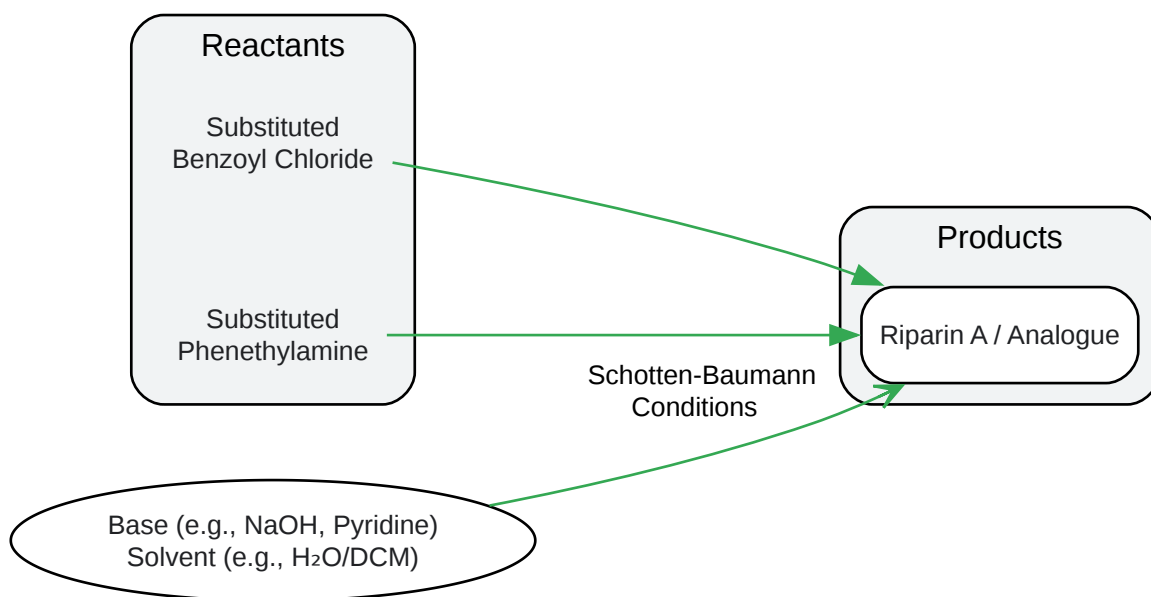 Reactants
Substituted
Benzoyl Chloride
Substituted
Phenethylamine
Products
Riparin A / Analogue
Schotten-Baumann
Conditions
Base (e.g., NaOH, Pyridine)
Solvent (e.g., H₂O/DCM)